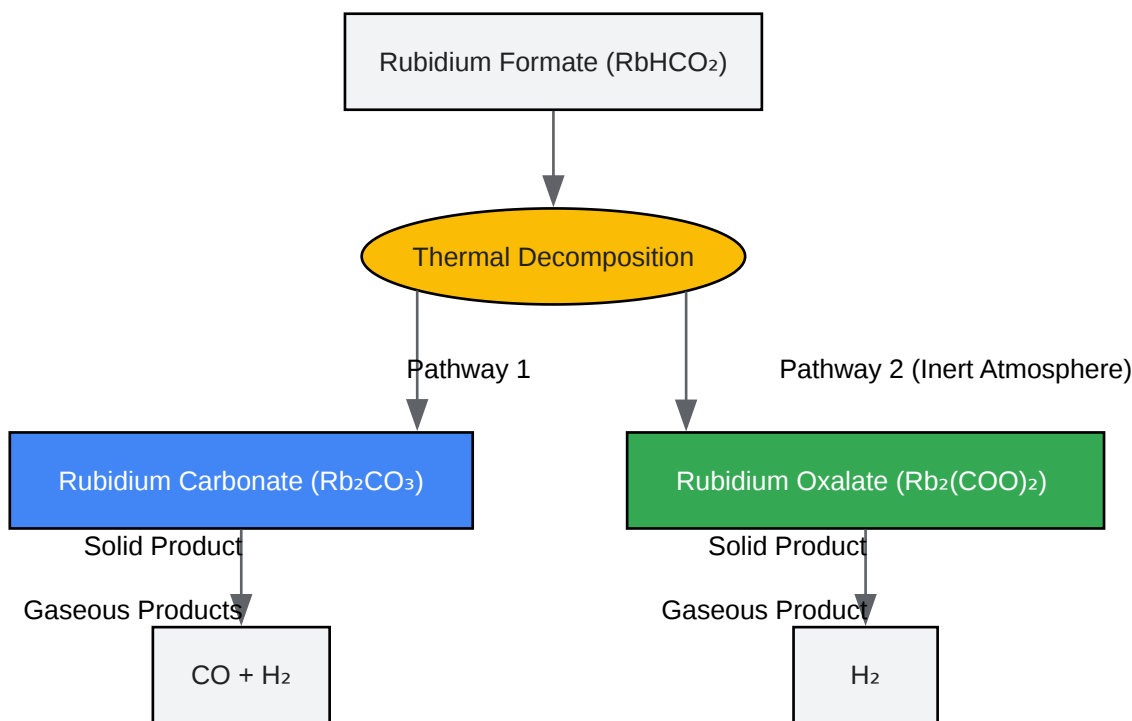 Rubidium Formate (RbHCO₂)
Thermal Decomposition
Pathway 1
Pathway 2 (Inert Atmosphere)
Rubidium Carbonate (Rb₂CO₃)
Rubidium Oxalate (Rb₂(COO)₂)
Solid Product
Solid Product
Gaseous Products
Gaseous Product
CO + H₂
H₂